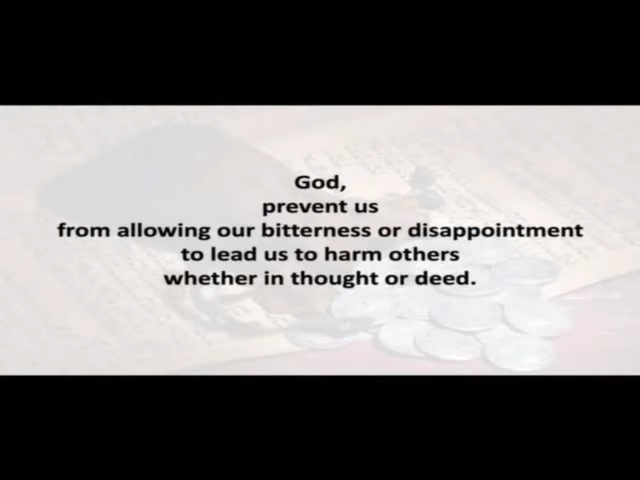 God,
prevent us
from allowing our bitterness or disappointment
to lead us to harm others
whether in thought or deed.